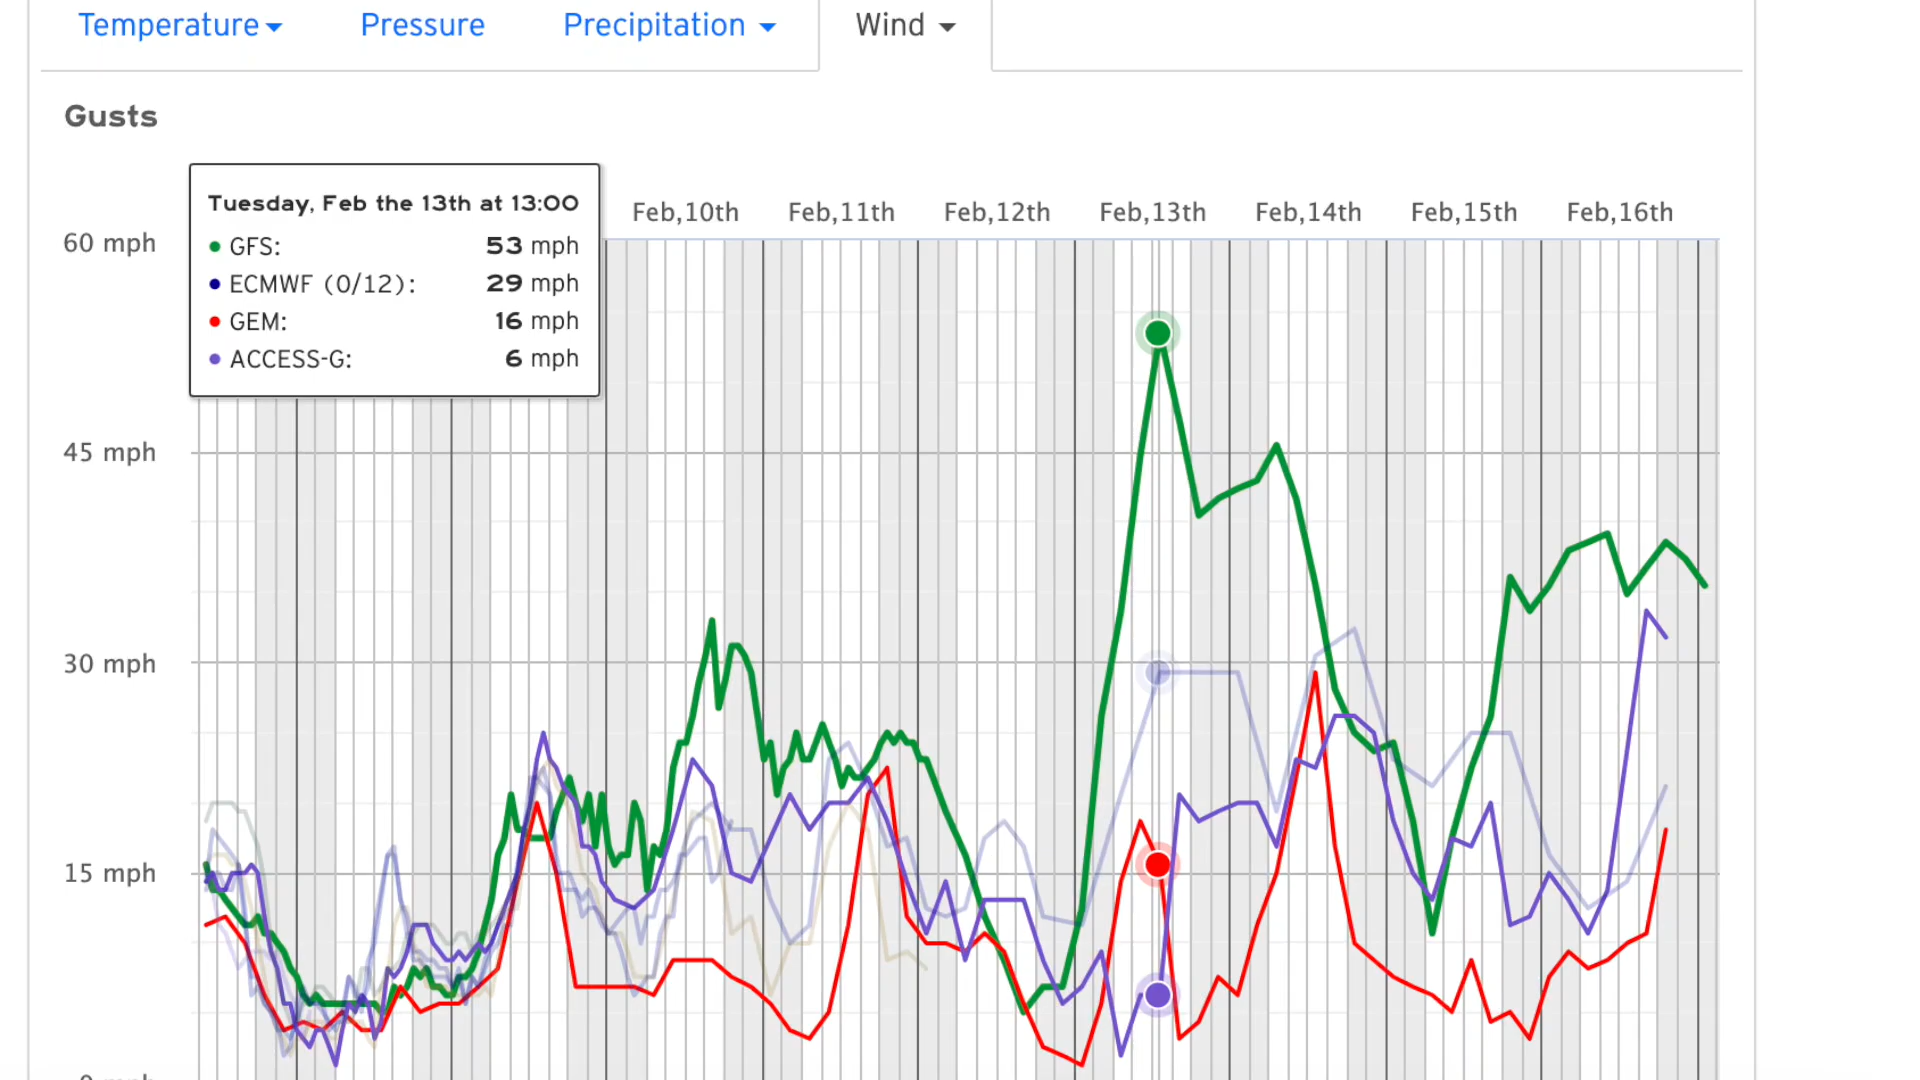 Temperature Pressure Precipitation Wind
Gusts
Tuesday, Feb the 13th at 13:00
GFS: 53 mph
ECMWF (0/12): 29 mph
GEM: 16 mph
ACCESS-G: 6 mph
Feb,10th Feb,11th Feb,12th Feb,13th Feb,14th Feb,15th Feb,16th
60 mph
45 mph
30 mph
15 mph